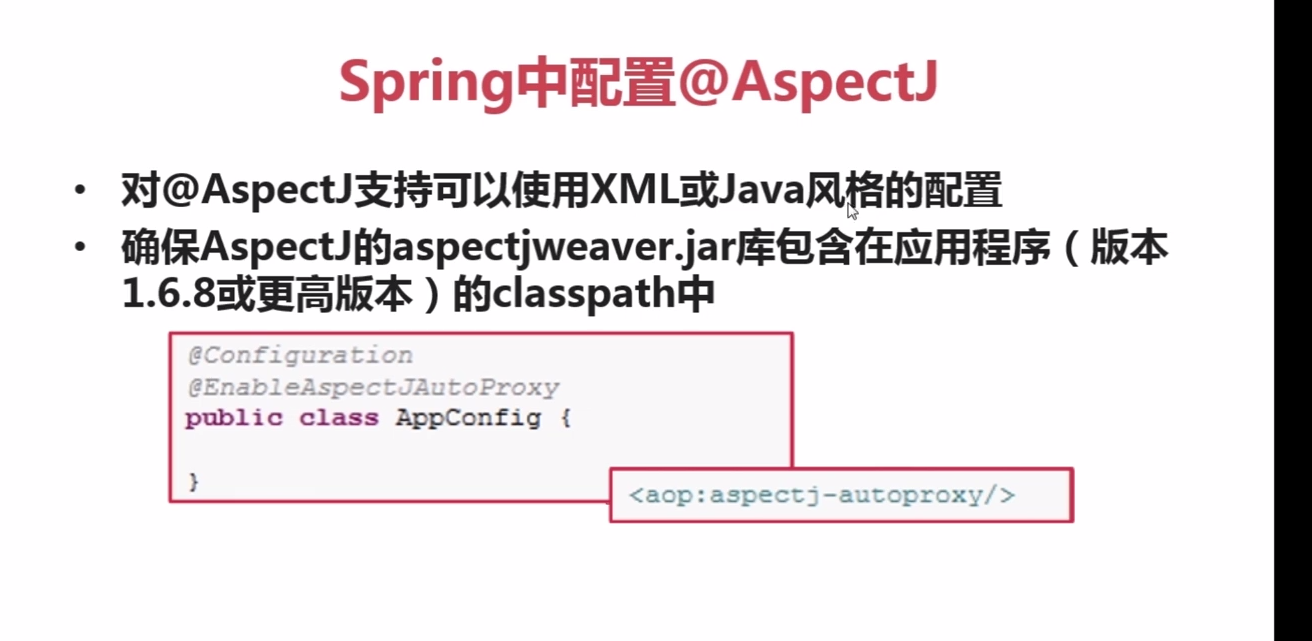 Spring中配置@AspectJ
• 对@AspectJ支持可以使用XML或Java风格的配置
• 确保AspectJ的aspectjweaver.jar库包含在应用程序（版本
1.6.8或更高版本）的classpath中
@Configuration
@EnableAspectJAutoProxy
public class AppConfig {
}
<aop:aspectj-autoproxy/>